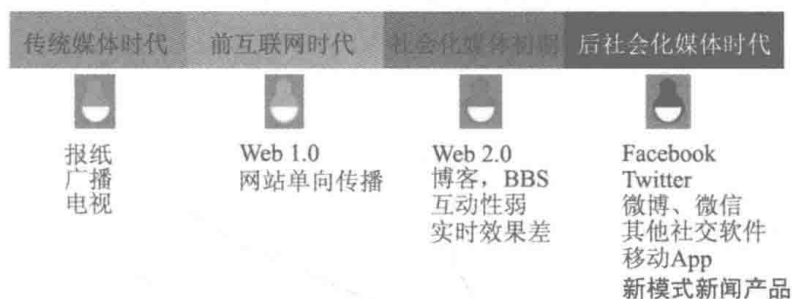 传统媒体时代
前互联网时代
社会化媒体初期
后社会化媒体时代
报纸
广播
电视
Web 1.0
网站单向传播
Web 2.0
博客，BBS
互动性弱
实时效果差
Facebook
Twitter
微博、微信
其他社交软件
移动App
新模式新闻产品